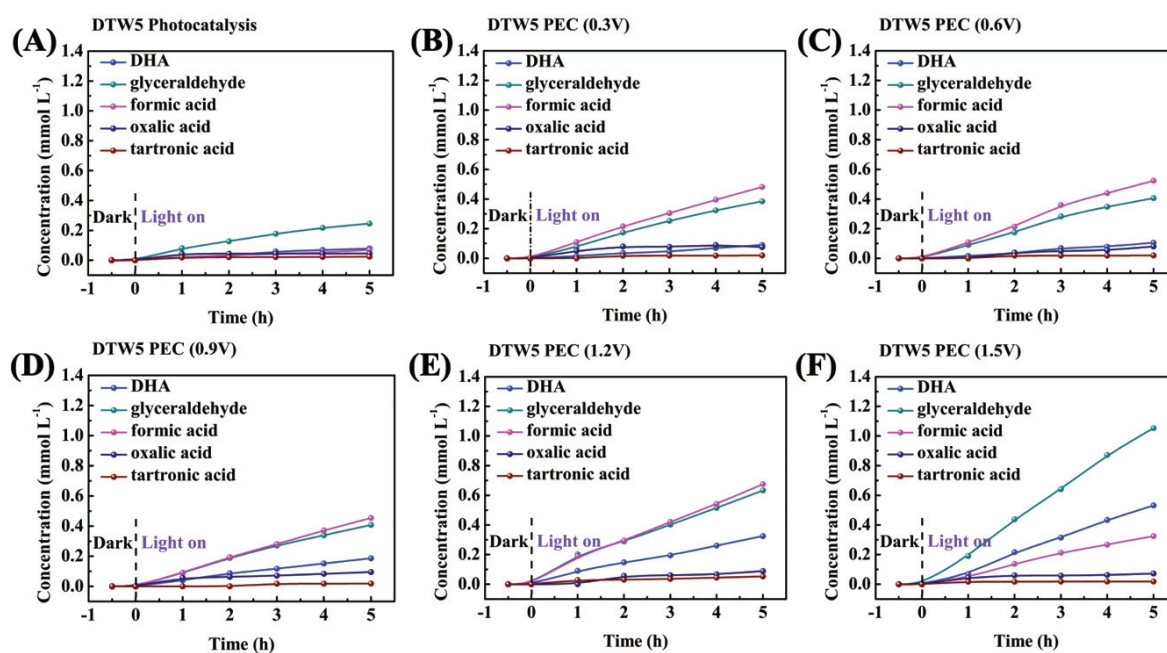 DTW5 Photocatalysis
(A)
Concentration (mmol L⁻¹)
1.4
1.2
1.0
0.8
0.6
0.4
0.2
0.0
DHA
glyceraldehyde
formic acid
oxalic acid
tartronic acid
Dark
Light on
-1 0 1 2 3 4 5
Time (h)
DTW5 PEC (0.3V)
(B)
Concentration (mmol L⁻¹)
1.4
1.2
1.0
0.8
0.6
0.4
0.2
0.0
DHA
glyceraldehyde
formic acid
oxalic acid
tartronic acid
Dark
Light on
-1 0 1 2 3 4 5
Time (h)
DTW5 PEC (0.6V)
(C)
Concentration (mmol L⁻¹)
1.4
1.2
1.0
0.8
0.6
0.4
0.2
0.0
DHA
glyceraldehyde
formic acid
oxalic acid
tartronic acid
Dark
Light on
-1 0 1 2 3 4 5
Time (h)
DTW5 PEC (0.9V)
(D)
Concentration (mmol L⁻¹)
1.4
1.2
1.0
0.8
0.6
0.4
0.2
0.0
DHA
glyceraldehyde
formic acid
oxalic acid
tartronic acid
Dark
Light on
-1 0 1 2 3 4 5
Time (h)
DTW5 PEC (1.2V)
(E)
Concentration (mmol L⁻¹)
1.4
1.2
1.0
0.8
0.6
0.4
0.2
0.0
DHA
glyceraldehyde
formic acid
oxalic acid
tartronic acid
Dark
Light on
-1 0 1 2 3 4 5
Time (h)
DTW5 PEC (1.5V)
(F)
Concentration (mmol L⁻¹)
1.4
1.2
1.0
0.8
0.6
0.4
0.2
0.0
DHA
glyceraldehyde
formic acid
oxalic acid
tartronic acid
Dark
Light on
-1 0 1 2 3 4 5
Time (h)